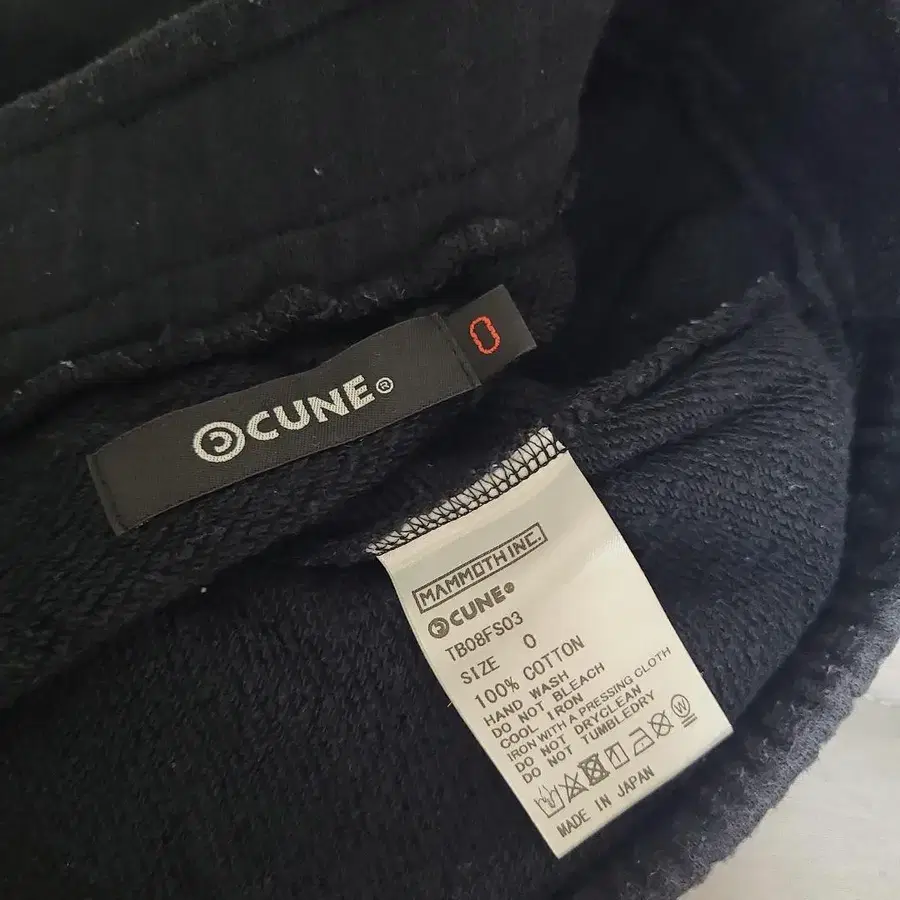 CUNE®
0
MAMMOTH INC.
CUNE®
TB08FS03
SIZE 0
100% COTTON
HAND WASH
DO NOT BLEACH
COOL IRON
IRON WITH A PRESSING CLOTH
DO NOT DRYCLEAN
DO NOT TUMBLEDRY
MADE IN JAPAN